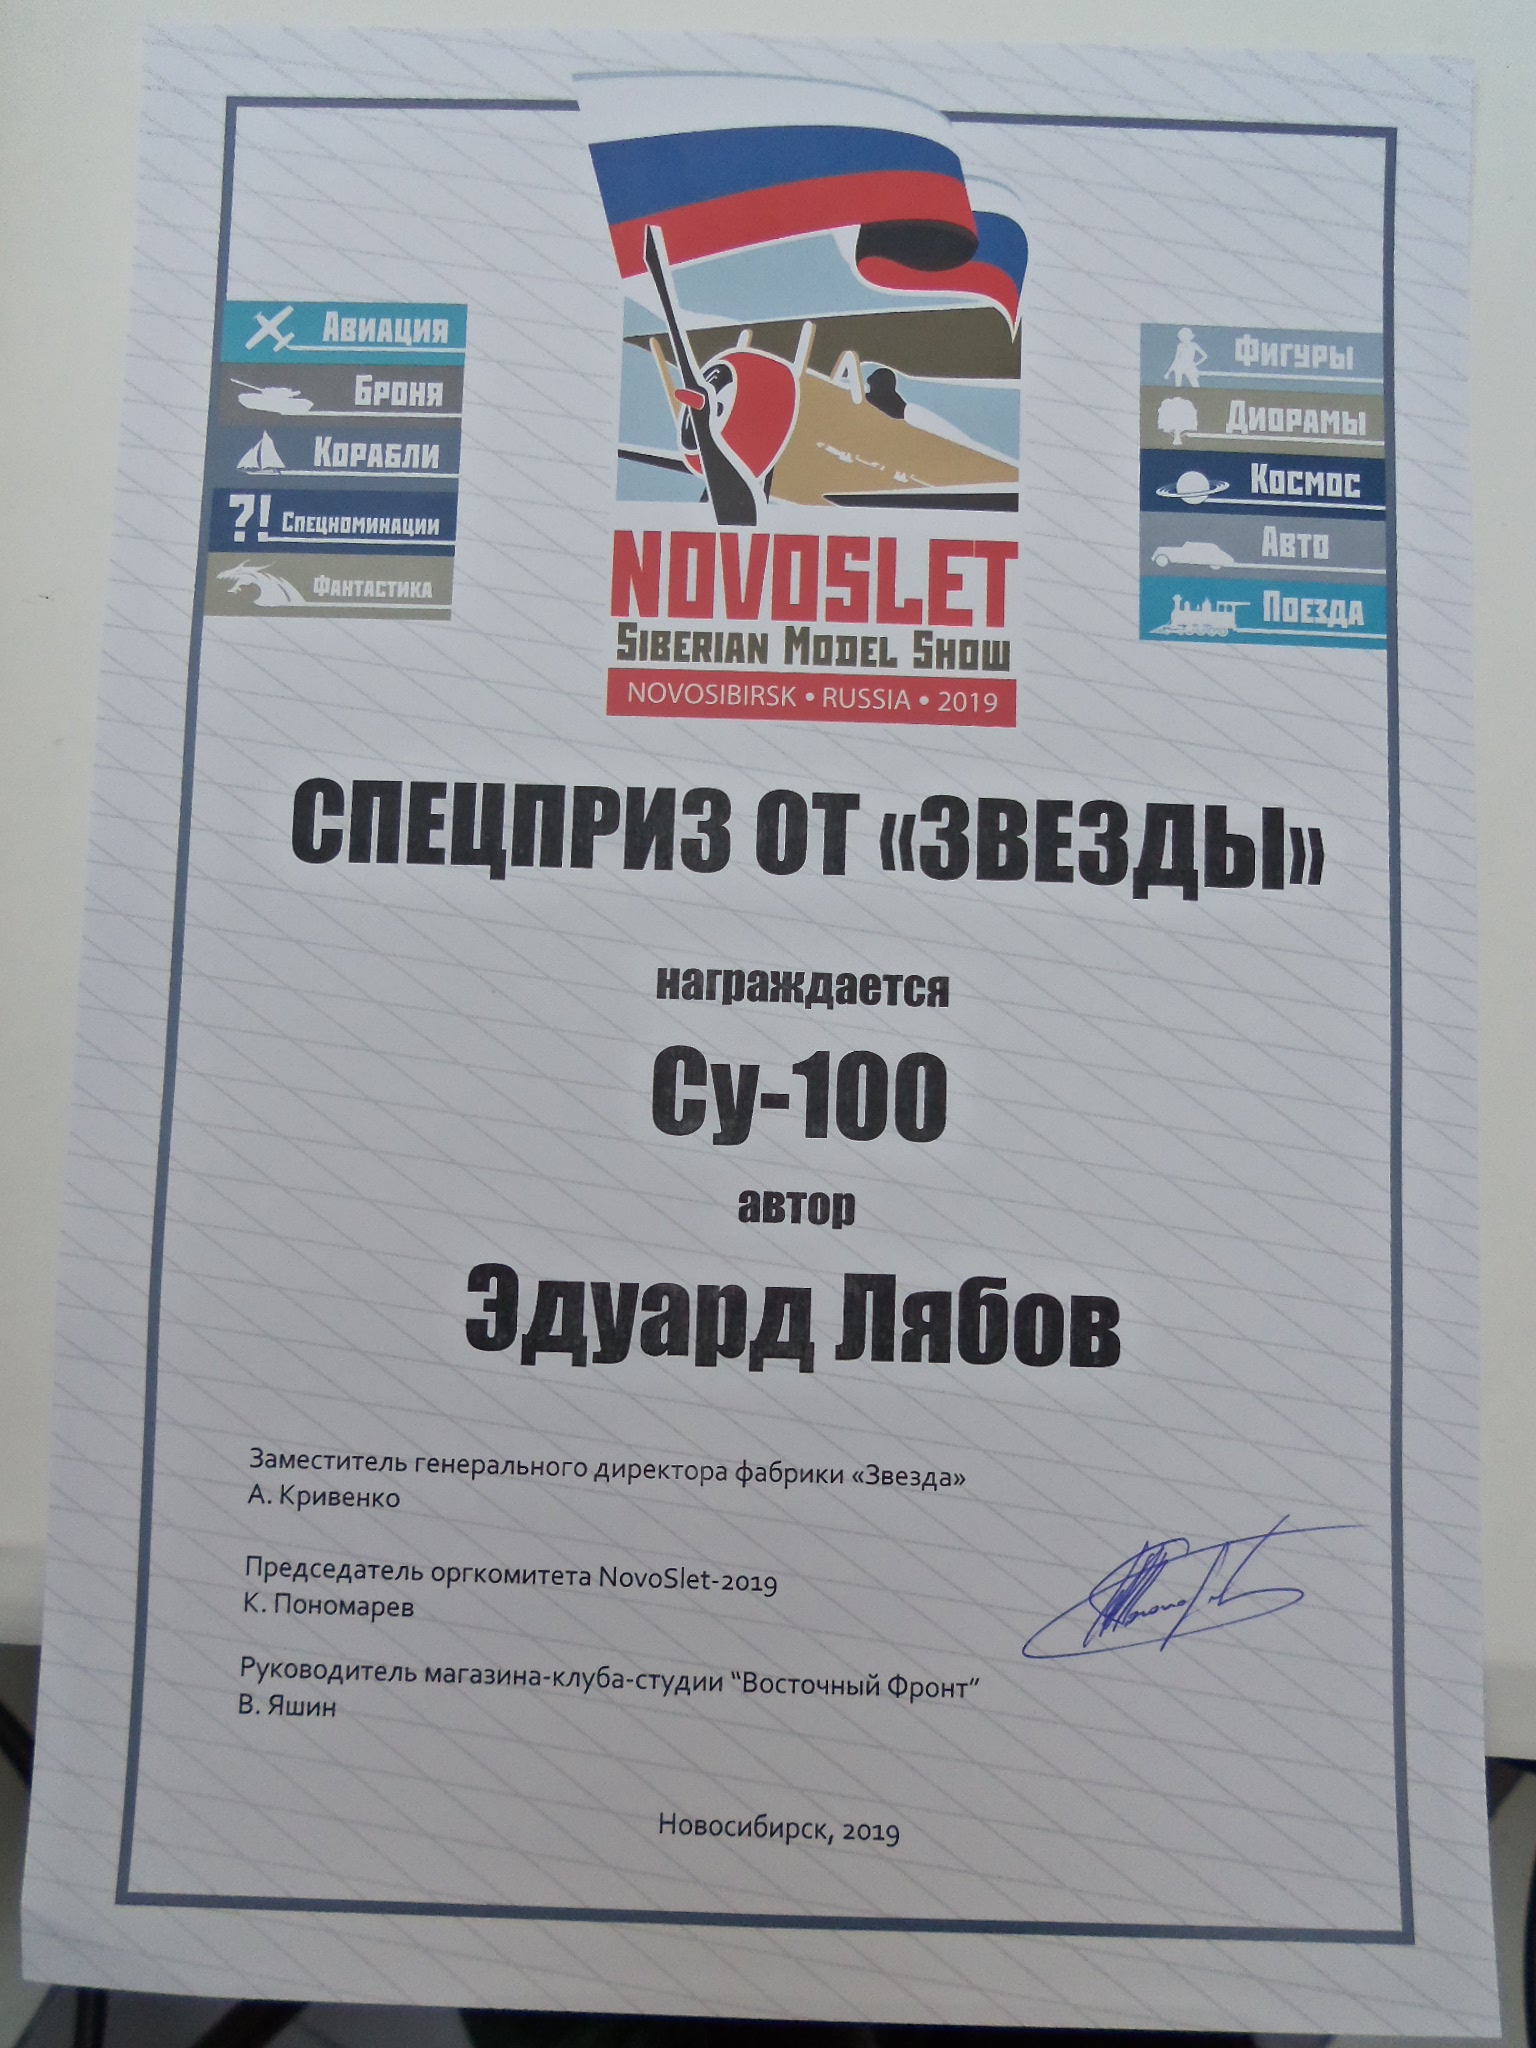 Авиация
Броня
Корабли
?! Спецноминации
Фантастика
Фигуры
Диорамы
Космос
Авто
Поезда
NOVOSLET
SIBERIAN MODEL SHOW
NOVOSIBIRSK • RUSSIA • 2019
СПЕЦПРИЗ ОТ «ЗВЕЗДЫ»
награждается
Су-100
автор
Эдуард Лябов
Заместитель генерального директора фабрики «Звезда»
А. Кривенко
Председатель оргкомитета NovoSlet-2019
К. Пономарев
Руководитель магазина-клуба-студии “Восточный Фронт”
В. Яшин
Новосибирск, 2019